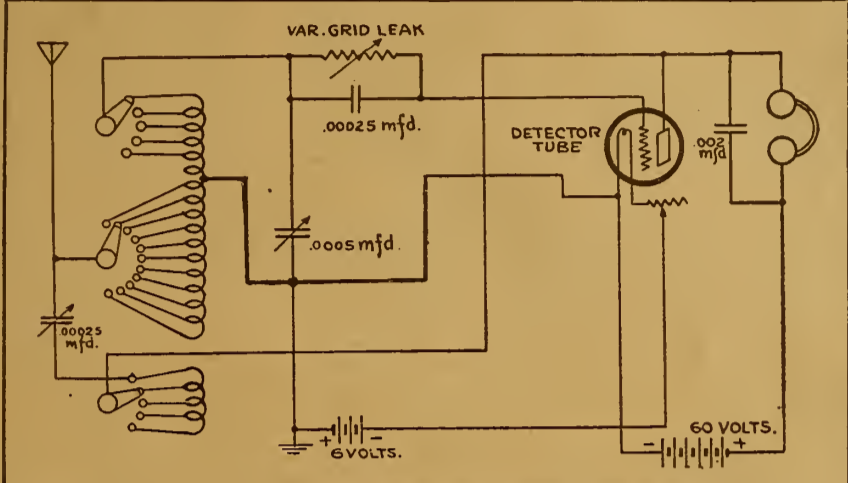 VAR. GRID LEAK
.00025 mfd.
DETECTOR
TUBE
.002
mfd
.0005 mfd.
.00025
mfd.
+ -
6 VOLTS.
60 VOLTS.
- +